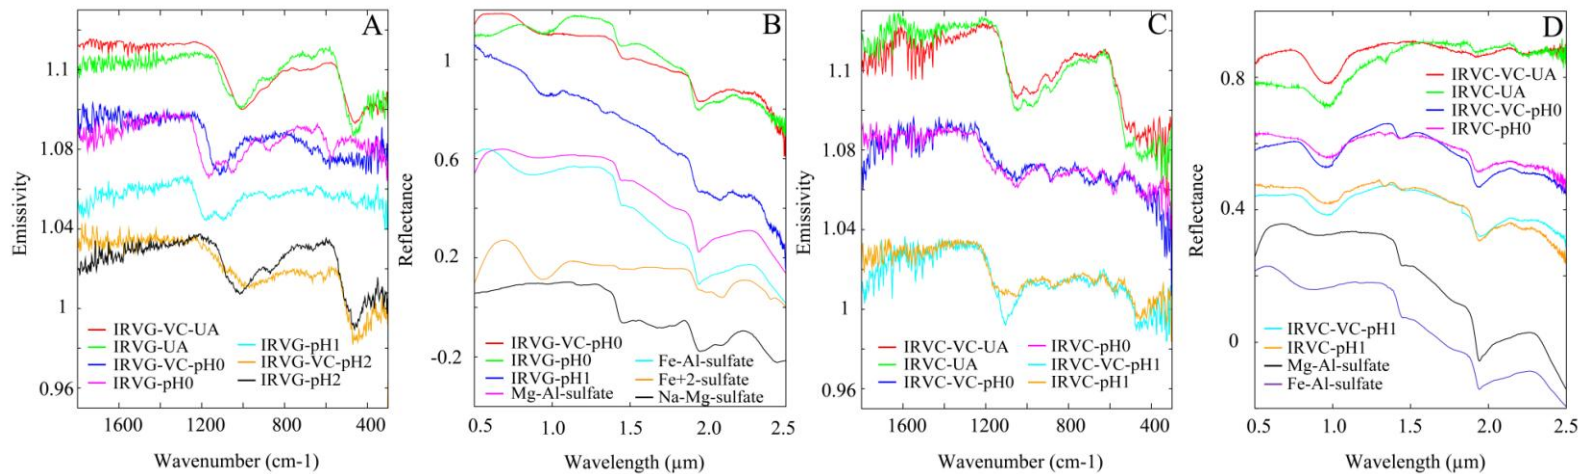 A
1.1
1.08
1.04
1
0.96
Emissivity
IRVG-VC-UA
IRVG-UA
IRVG-VC-pH0
IRVG-pH0
IRVG-pH1
IRVG-VC-pH2
IRVG-pH2
1600 1200 800 400
Wavenumber (cm-1)
B
1
0.6
0.2
-0.2
Reflectance
IRVG-VC-pH0
IRVG-pH0
IRVG-pH1
Mg-Al-sulfate
Fe-Al-sulfate
Fe+2-sulfate
Na-Mg-sulfate
0.5 1.0 1.5 2.0 2.5
Wavelength (µm)
C
1.1
1.08
1.04
1
0.96
Emissivity
IRVC-VC-UA
IRVC-UA
IRVC-VC-pH0
IRVC-pH0
IRVC-VC-pH1
IRVC-pH1
1600 1200 800 400
Wavenumber (cm-1)
D
0.8
0.4
0
Reflectance
IRVC-VC-UA
IRVC-UA
IRVC-VC-pH0
IRVC-pH0
IRVC-VC-pH1
IRVC-pH1
Mg-Al-sulfate
Fe-Al-sulfate
0.5 1.0 1.5 2.0 2.5
Wavelength (µm)